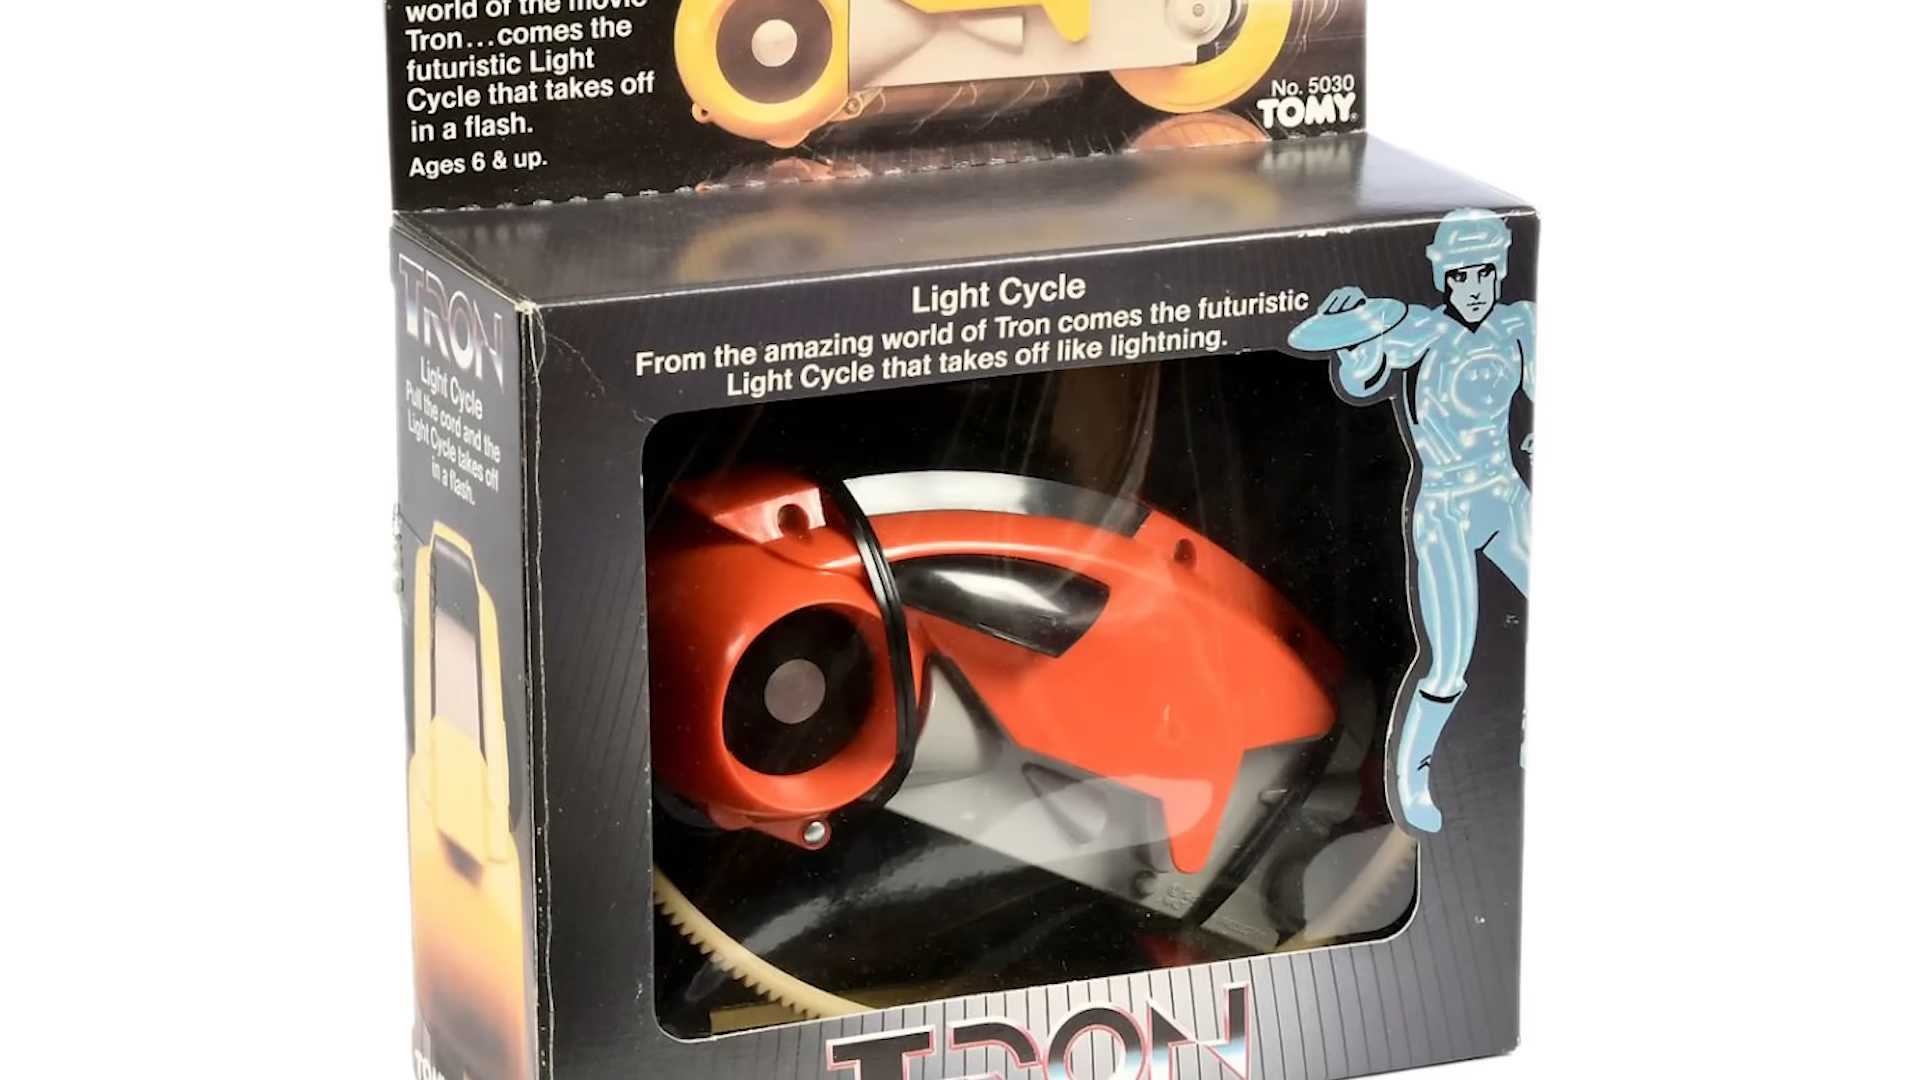 world of the movie
Tron...comes the
futuristic Light
Cycle that takes off
in a flash.
Ages 6 & up.
No. 5030
TOMY
TRON
Light Cycle
Pull the cord and the
Light Cycle takes off
in a flash.
Light Cycle
From the amazing world of Tron comes the futuristic
Light Cycle that takes off like lightning.
TRON